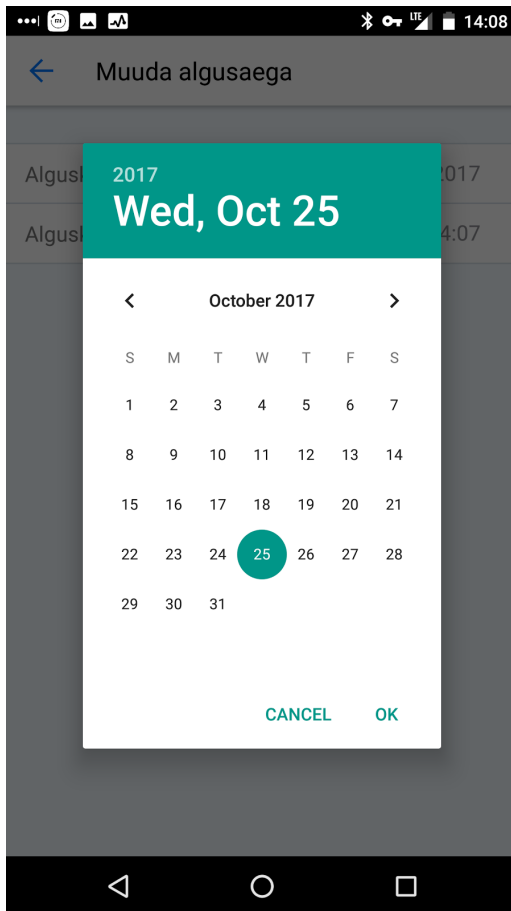 LTE 14:08
Muuda algusaega
2017
Wed, Oct 25
October 2017
S M T W T F S
1 2 3 4 5 6 7
8 9 10 11 12 13 14
15 16 17 18 19 20 21
22 23 24 25 26 27 28
29 30 31
CANCEL OK